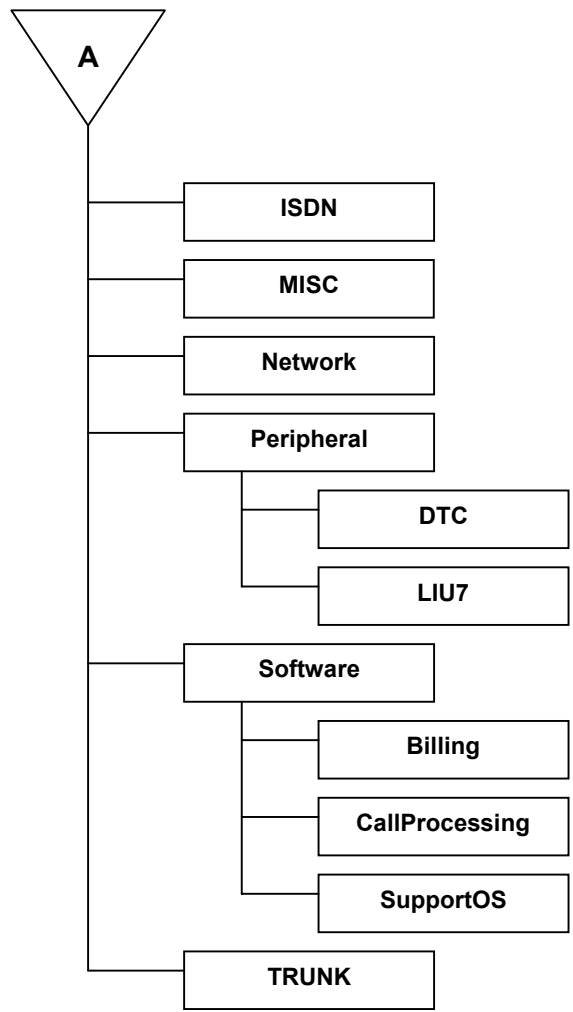 A
ISDN
MISC
Network
Peripheral
DTC
LIU7
Software
Billing
CallProcessing
SupportOS
TRUNK